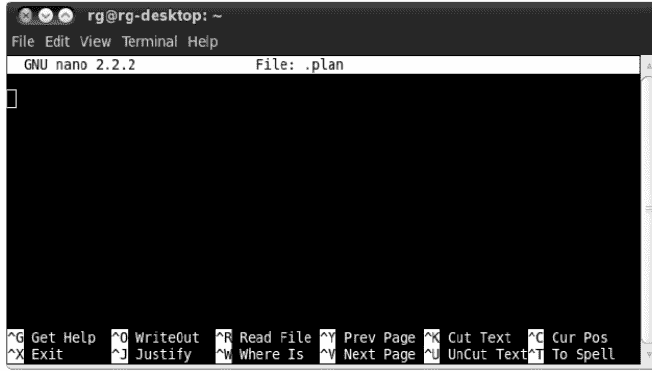 rg@rg-desktop: ~
File Edit View Terminal Help
GNU nano 2.2.2 File: .plan
^G Get Help ^O WriteOut ^R Read File ^Y Prev Page ^K Cut Text ^C Cur Pos
^X Exit ^J Justify ^W Where Is ^V Next Page ^U UnCut Text ^T To Spell